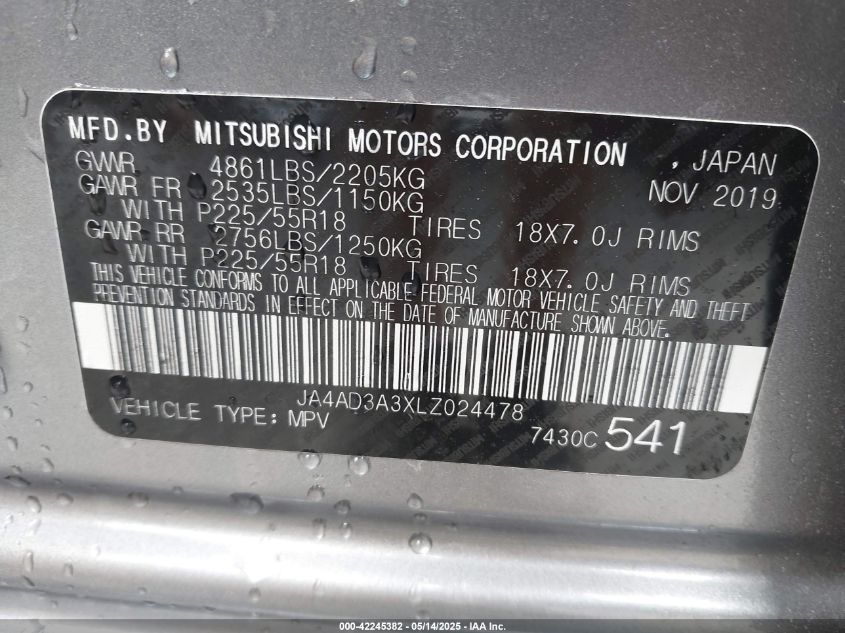 MFD.BY MITSUBISHI MOTORS CORPORATION , JAPAN
GVWR 4861LBS/2205KG NOV 2019
GAWR FR 2535LBS/1150KG
WITH P225/55R18 TIRES 18X7.0J RIMS
GAWR RR 2756LBS/1250KG
WITH P225/55R18 TIRES 18X7.0J RIMS
THIS VEHICLE CONFORMS TO ALL APPLICABLE FEDERAL MOTOR VEHICLE SAFETY AND THEFT
PREVENTION STANDARDS IN EFFECT ON THE DATE OF MANUFACTURE SHOWN ABOVE.
JA4AD3A3XLZ024478
VEHICLE TYPE: MPV 7430C 541
000-42245382 - 05/14/2025 - IAA Inc.